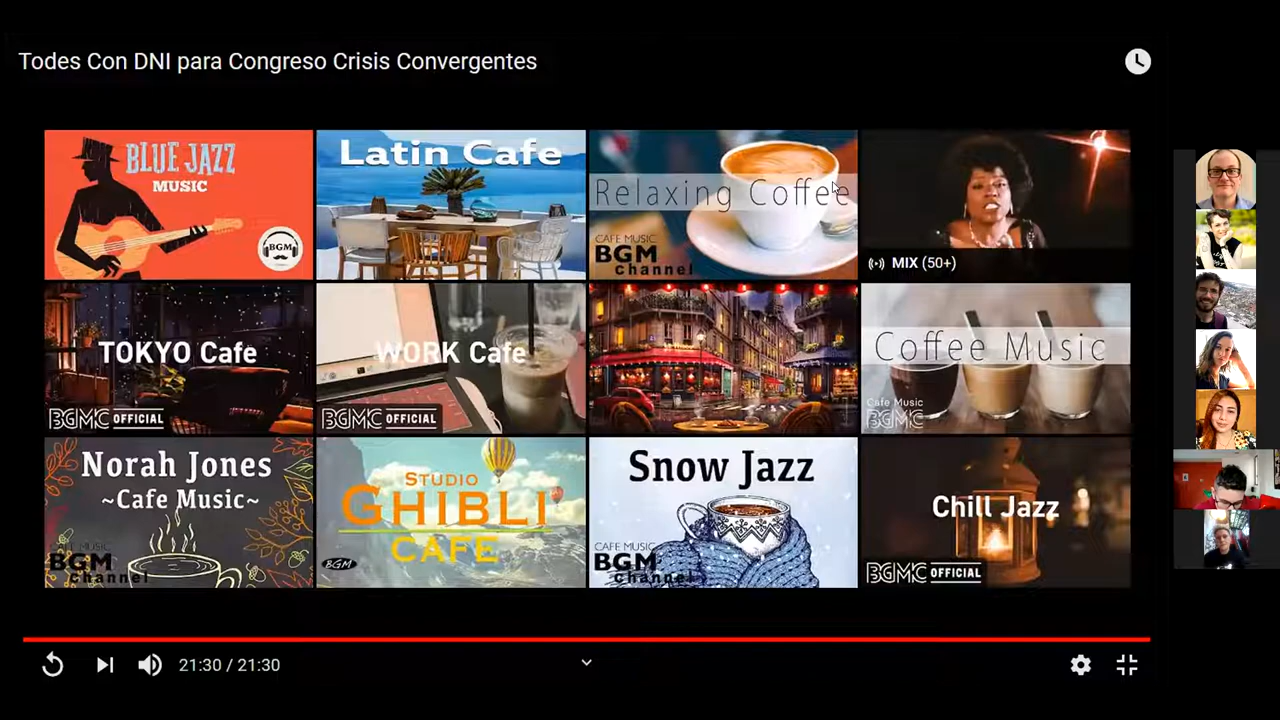 Todes Con DNI para Congreso Crisis Convergentes
BLUE JAZZ
MUSIC
BGM
Latin Cafe
Relaxing Coffee
CAFE MUSIC
BGM
channel
MIX (50+)
TOKYO Cafe
BGMC OFFICIAL
WORK Cafe
BGMC OFFICIAL
Coffee Music
Cafe Music
BGMC
Norah Jones
~Cafe Music~
CAFE MUSIC
BGM
channel
STUDIO
GHIBLI
CAFE
BGM
Snow Jazz
CAFE MUSIC
BGM
channel
Chill Jazz
BGMC OFFICIAL
21:30 / 21:30